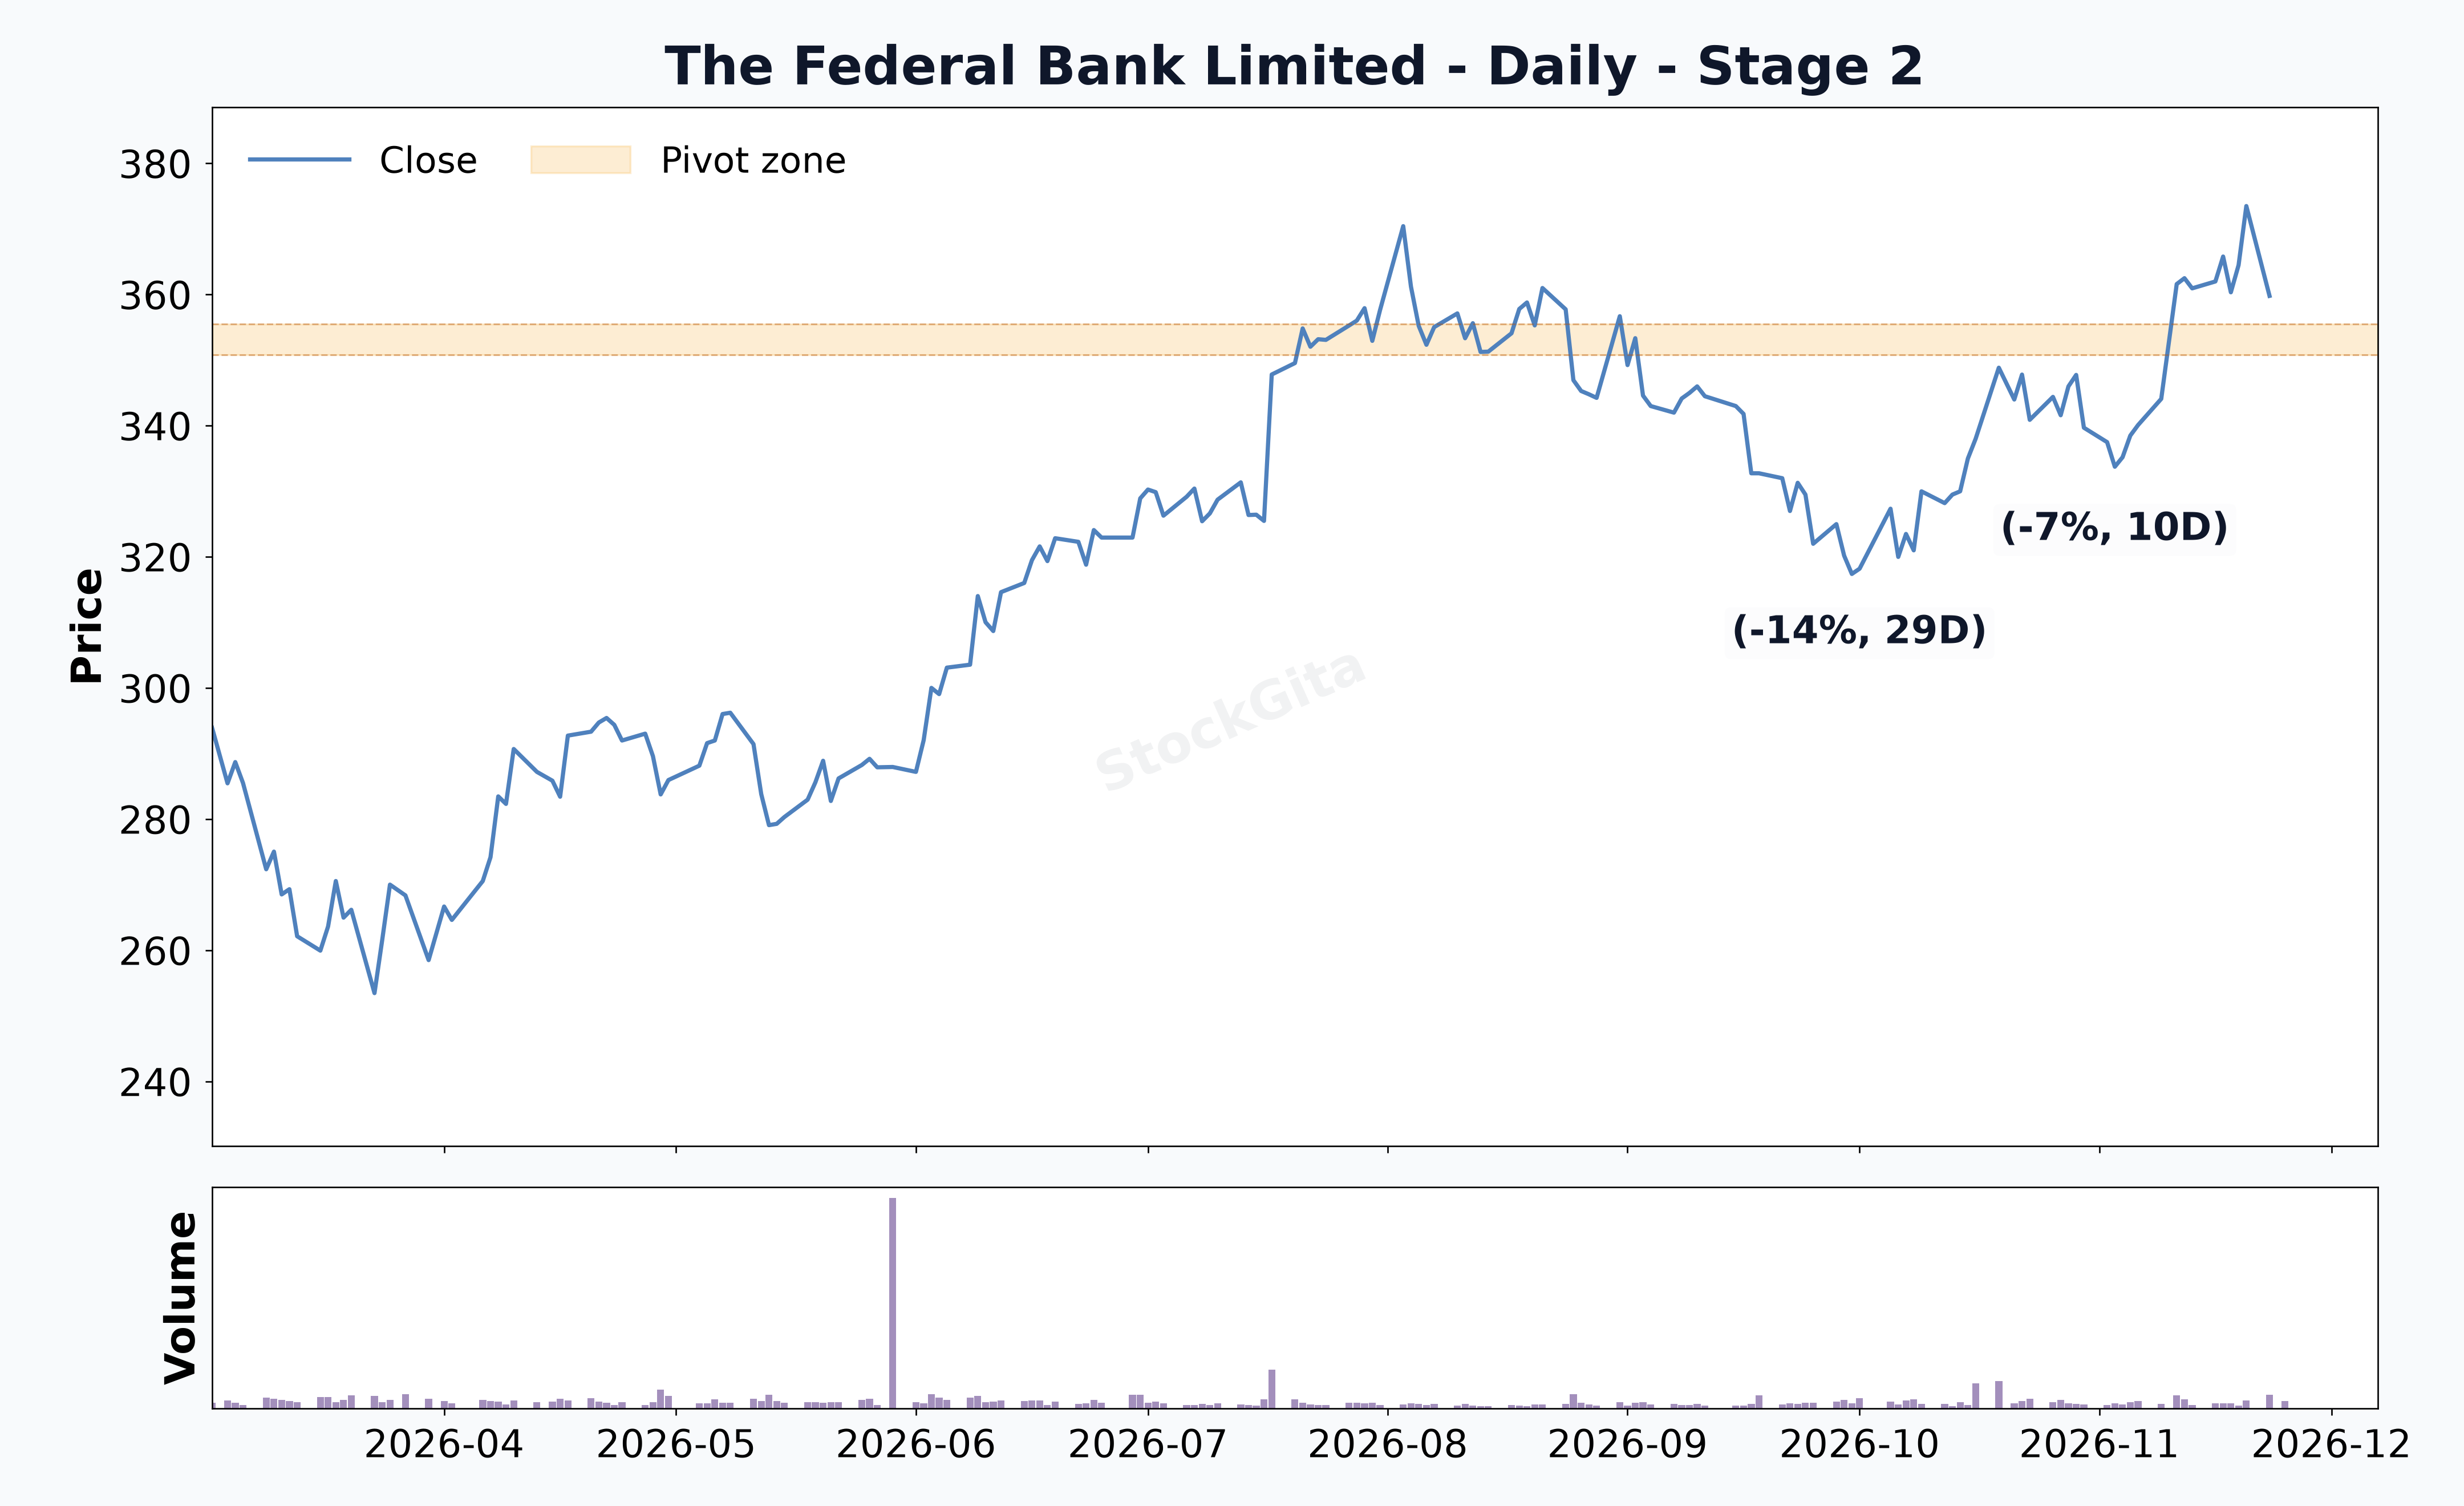 The Federal Bank Limited - Daily - Stage 2
Close
Pivot zone
380
360
340
320
300
280
260
240
Price
(-7%, 10D)
(-14%, 29D)
StockGita
Volume
2026-04
2026-05
2026-06
2026-07
2026-08
2026-09
2026-10
2026-11
2026-12